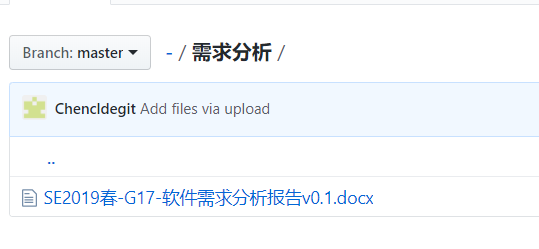 Branch: master - / 需求分析 /
Chencldegit Add files via upload
..
SE2019春-G17-软件需求分析报告v0.1.docx